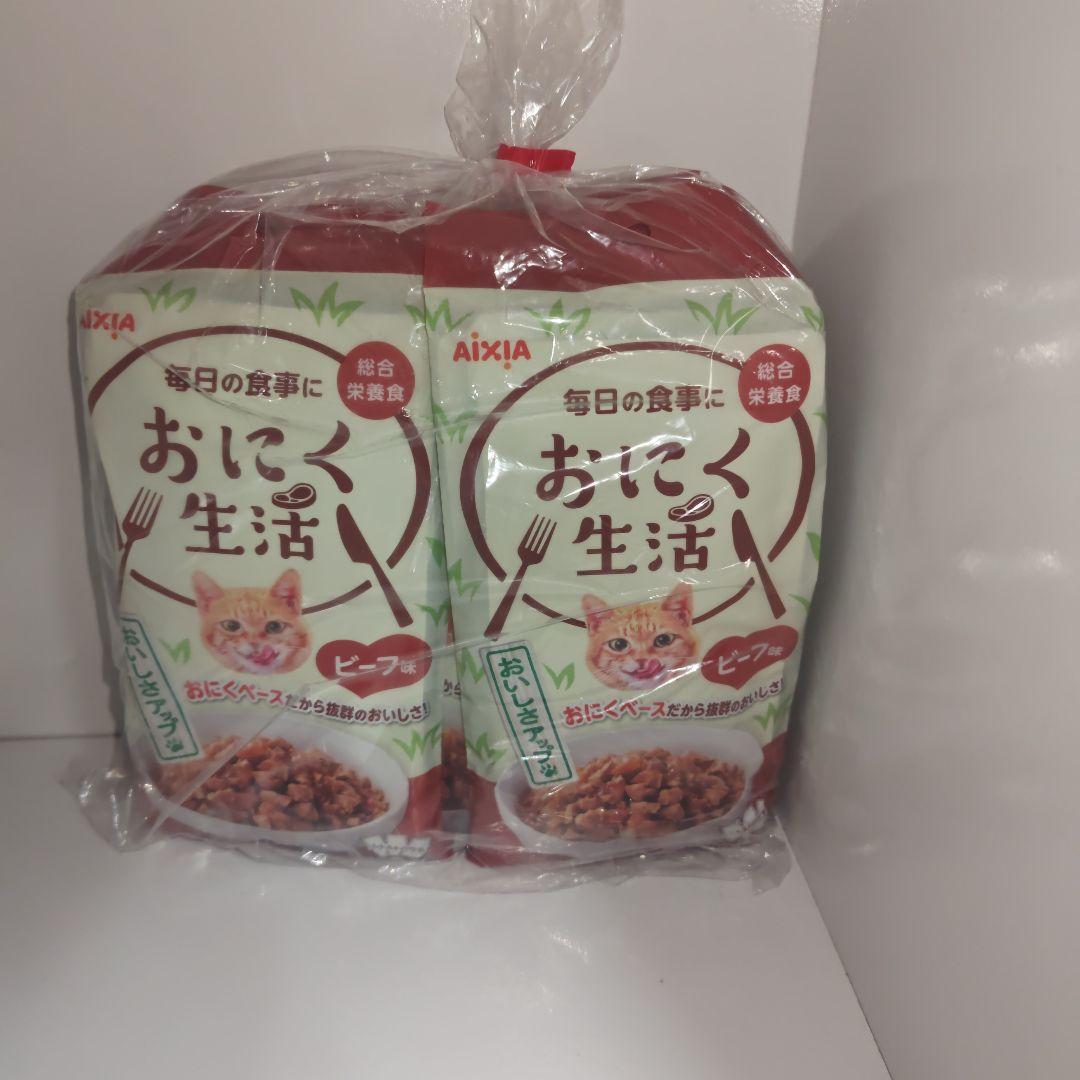 AIXIA
総合
栄養食
毎日の食事に
おにく
生活
おいしさアップ
ビーフ味
おにくベースだから抜群のおいしさ!
AIXIA
総合
栄養食
毎日の食事に
おにく
生活
おいしさアップ
ビーフ味
おにくベースだから抜群のおいしさ!